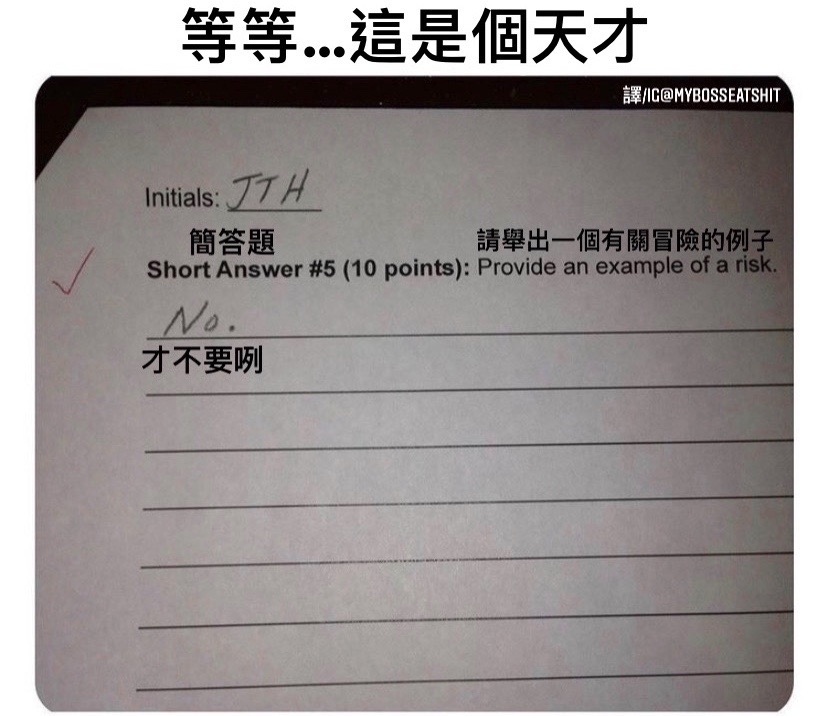 等等...這是個天才
譯/IG@MYBOSSEATSHIT
Initials: JTH
簡答題 請舉出一個有關冒險的例子
Short Answer #5 (10 points): Provide an example of a risk.
No.
才不要咧